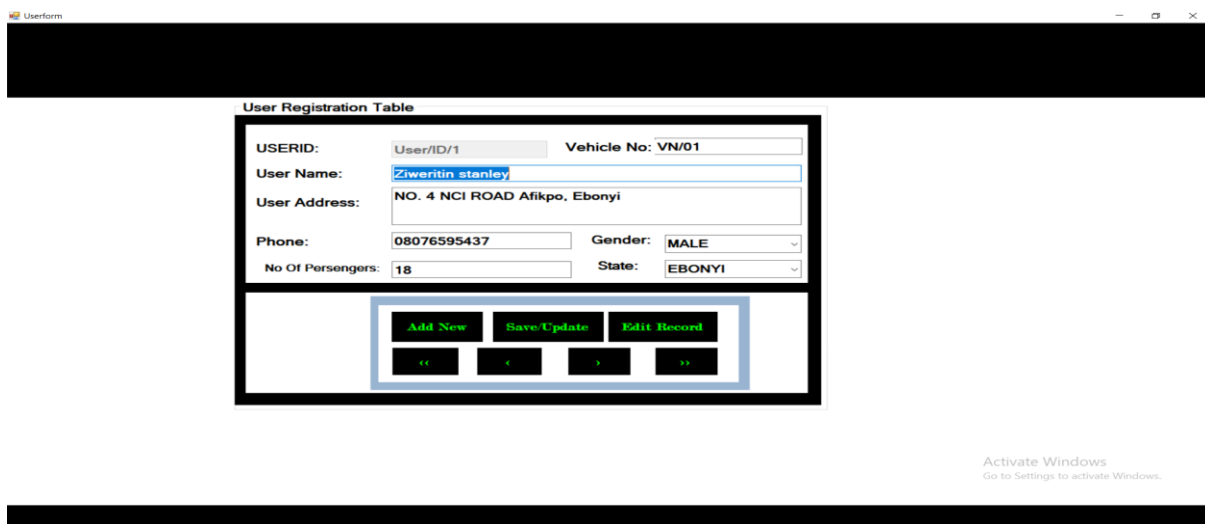 Userform
User Registration Table
USERID: User/ID/1 Vehicle No: VN/01
User Name: Ziweritin stanley
User Address: NO. 4 NCI ROAD Afikpo, Ebonyi
Phone: 08076595437 Gender: MALE
No Of Persengers: 18 State: EBONYI
Add New Save/Update Edit Record
<< < > >>
Activate Windows
Go to Settings to activate Windows.